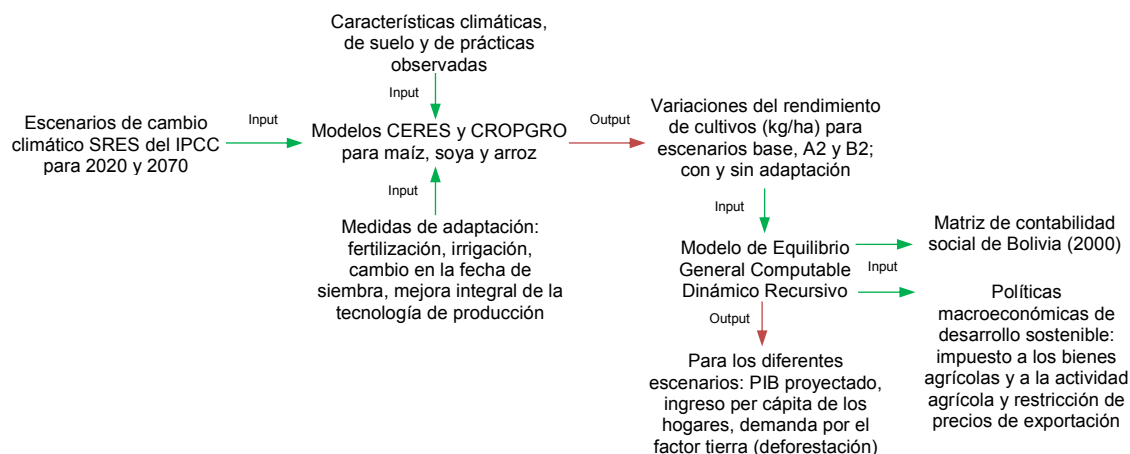 Características climáticas,
de suelo y de prácticas
observadas
Input
Escenarios de cambio
climático SRES del IPCC
para 2020 y 2070
Input
Modelos CERES y CROPGRO
para maíz, soya y arroz
Output
Variaciones del rendimiento
de cultivos (kg/ha) para
escenarios base, A2 y B2;
con y sin adaptación
Input
Medidas de adaptación:
fertilización, irrigación,
cambio en la fecha de
siembra, mejora integral de la
tecnología de producción
Input
Modelo de Equilibrio
General Computable
Dinámico Recursivo
Matriz de contabilidad
social de Bolivia (2000)
Input
Políticas
macroeconómicas de
desarrollo sostenible:
impuesto a los bienes
agrícolas y a la actividad
agrícola y restricción de
precios de exportación
Output
Para los diferentes
escenarios: PIB proyectado,
ingreso per cápita de los
hogares, demanda por el
factor tierra (deforestación)